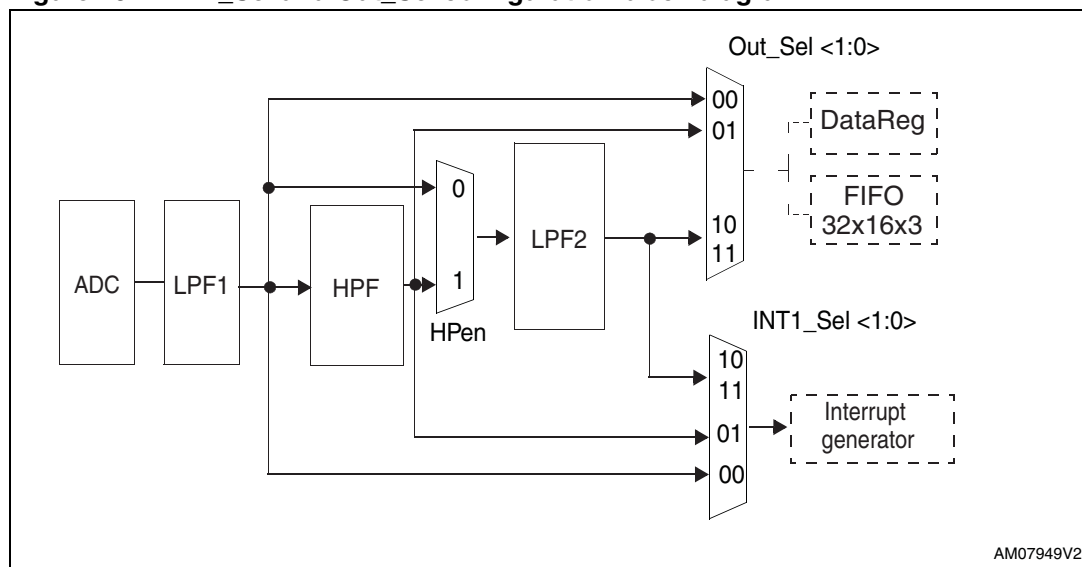 Out_Sel <1:0>
00
01
DataReg
FIFO
32x16x3
10
11
0
1
HPen
LPF2
ADC
LPF1
HPF
INT1_Sel <1:0>
10
11
01
00
Interrupt
generator
AM07949V2